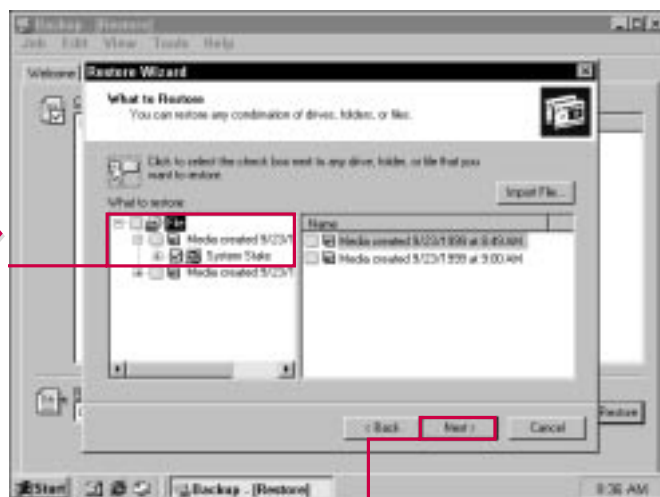 Backup - [Restore]
Job Edit View Tools Help
Welcome
Restore Wizard
What to Restore
You can restore any combination of drives, folders, or files.
Click to select the check box next to any drive, folder, or file that you
want to restore.
Import File...
What to restore:
File
Media created 9/23/1
System State
Media created 9/23/1
Name
Media created 9/23/1999 at 8:49 AM
Media created 9/23/1999 at 9:00 AM
< Back
Next >
Cancel
Restore
Start
Backup - [Restore]
9:36 AM